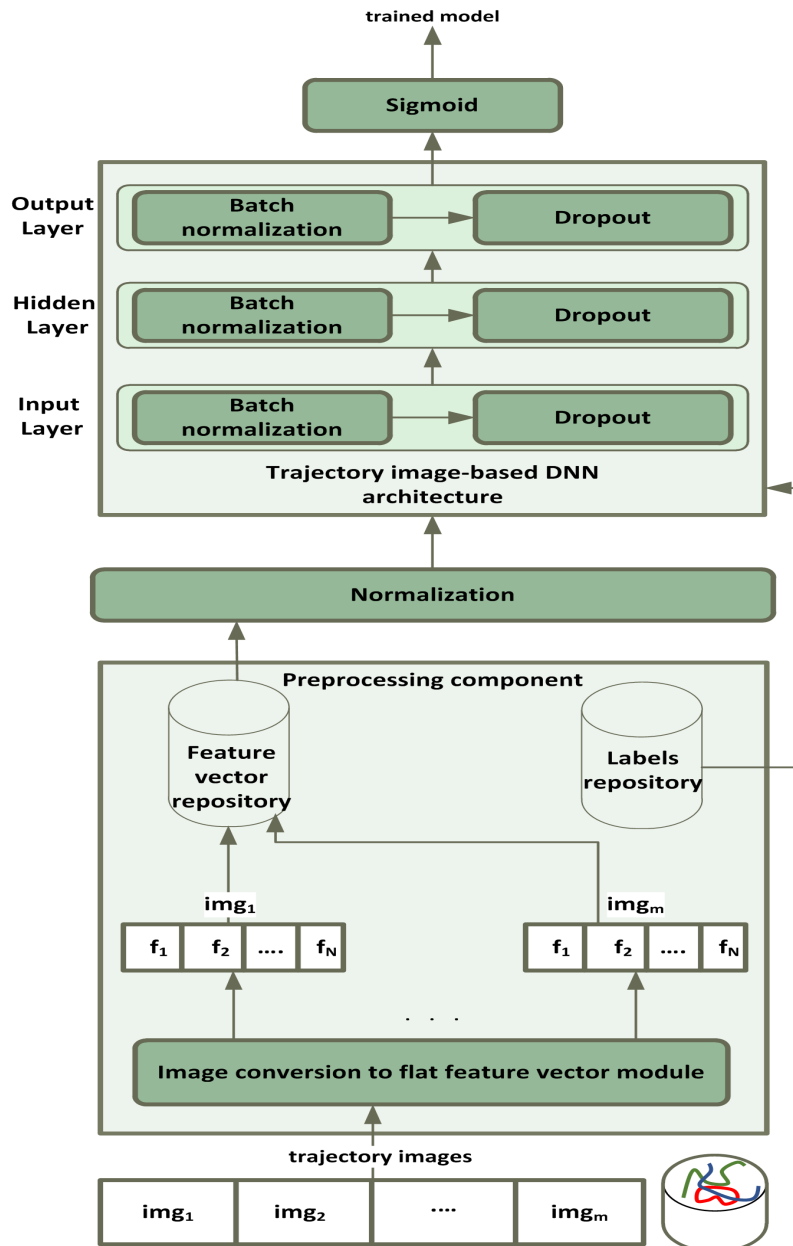 trained model
Sigmoid
Output
Layer
Batch
normalization
Dropout
Hidden
Layer
Batch
normalization
Dropout
Input
Layer
Batch
normalization
Dropout
Trajectory image-based DNN
architecture
Normalization
Preprocessing component
Feature
vector
repository
Labels
repository
img₁
imgₘ
f₁ f₂ .... f_N
f₁ f₂ .... f_N
. . .
Image conversion to flat feature vector module
trajectory images
img₁ img₂ .... imgₘ